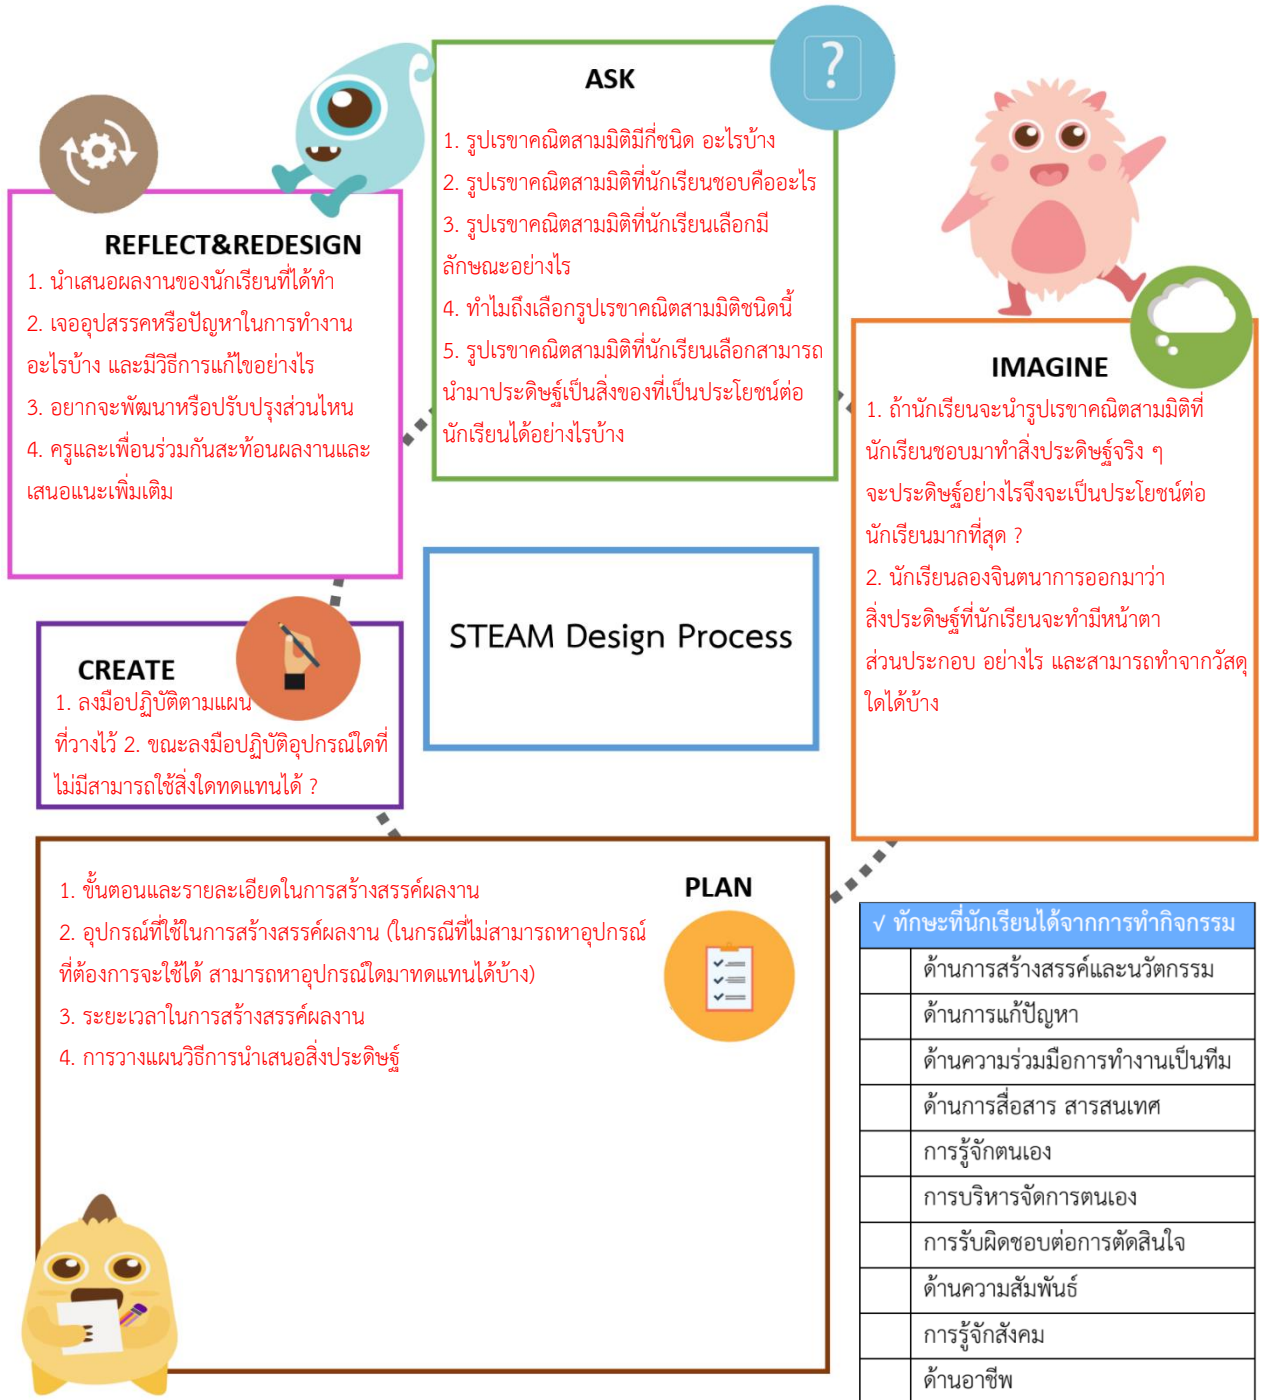 ASK
?
1. รูปเรขาคณิตสามมิติมีกี่ชนิด อะไรบ้าง
2. รูปเรขาคณิตสามมิติที่นักเรียนชอบคืออะไร
3. รูปเรขาคณิตสามมิติที่นักเรียนเลือกมี
ลักษณะอย่างไร
4. ทำไมถึงเลือกรูปเรขาคณิตสามมิติชนิดนี้
5. รูปเรขาคณิตสามมิติที่นักเรียนเลือกสามารถ
นำมาประดิษฐ์เป็นสิ่งของที่เป็นประโยชน์ต่อ
นักเรียนได้อย่างไรบ้าง
REFLECT&REDESIGN
1. นำเสนอผลงานของนักเรียนที่ได้ทำ
2. เจออุปสรรคหรือปัญหาในการทำงาน
อะไรบ้าง และมีวิธีการแก้ไขอย่างไร
3. อยากจะพัฒนาหรือปรับปรุงส่วนไหน
4. ครูและเพื่อนร่วมกันสะท้อนผลงานและ
เสนอแนะเพิ่มเติม
IMAGINE
1. ถ้านักเรียนจะนำรูปเรขาคณิตสามมิติที่
นักเรียนชอบมาทำสิ่งประดิษฐ์จริง ๆ
จะประดิษฐ์อย่างไรจึงจะเป็นประโยชน์ต่อ
นักเรียนมากที่สุด ?
2. นักเรียนลองจินตนาการออกมาว่า
สิ่งประดิษฐ์ที่นักเรียนจะทำมีหน้าตา
ส่วนประกอบ อย่างไร และสามารถทำจากวัสดุ
ใดได้บ้าง
STEAM Design Process
CREATE
1. ลงมือปฏิบัติตามแผน
ที่วางไว้ 2. ขณะลงมือปฏิบัติอุปกรณ์ใดที่
ไม่มีสามารถใช้สิ่งใดทดแทนได้ ?
PLAN
1. ขั้นตอนและรายละเอียดในการสร้างสรรค์ผลงาน
2. อุปกรณ์ที่ใช้ในการสร้างสรรค์ผลงาน (ในกรณีที่ไม่สามารถหาอุปกรณ์
ที่ต้องการจะใช้ได้ สามารถหาอุปกรณ์ใดมาทดแทนได้บ้าง)
3. ระยะเวลาในการสร้างสรรค์ผลงาน
4. การวางแผนวิธีการนำเสนอสิ่งประดิษฐ์
√ ทักษะที่นักเรียนได้จากการทำกิจกรรม
ด้านการสร้างสรรค์และนวัตกรรม
ด้านการแก้ปัญหา
ด้านความร่วมมือการทำงานเป็นทีม
ด้านการสื่อสาร สารสนเทศ
การรู้จักตนเอง
การบริหารจัดการตนเอง
การรับผิดชอบต่อการตัดสินใจ
ด้านความสัมพันธ์
การรู้จักสังคม
ด้านอาชีพ